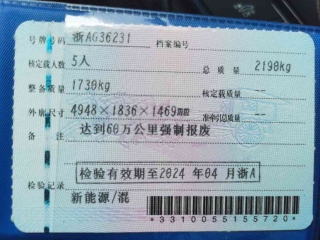 号牌号码 浙AG36231 档案编号
核定载人数 5人 总质量 2190kg
整备质量 1730kg 核定载质量
外廓尺寸 4948×1836×1469mm 准牵引总质量
备注 达到60万公里强制报废
检验有效期至2024年04月浙A
检验记录
新能源/混
*3310055155720*